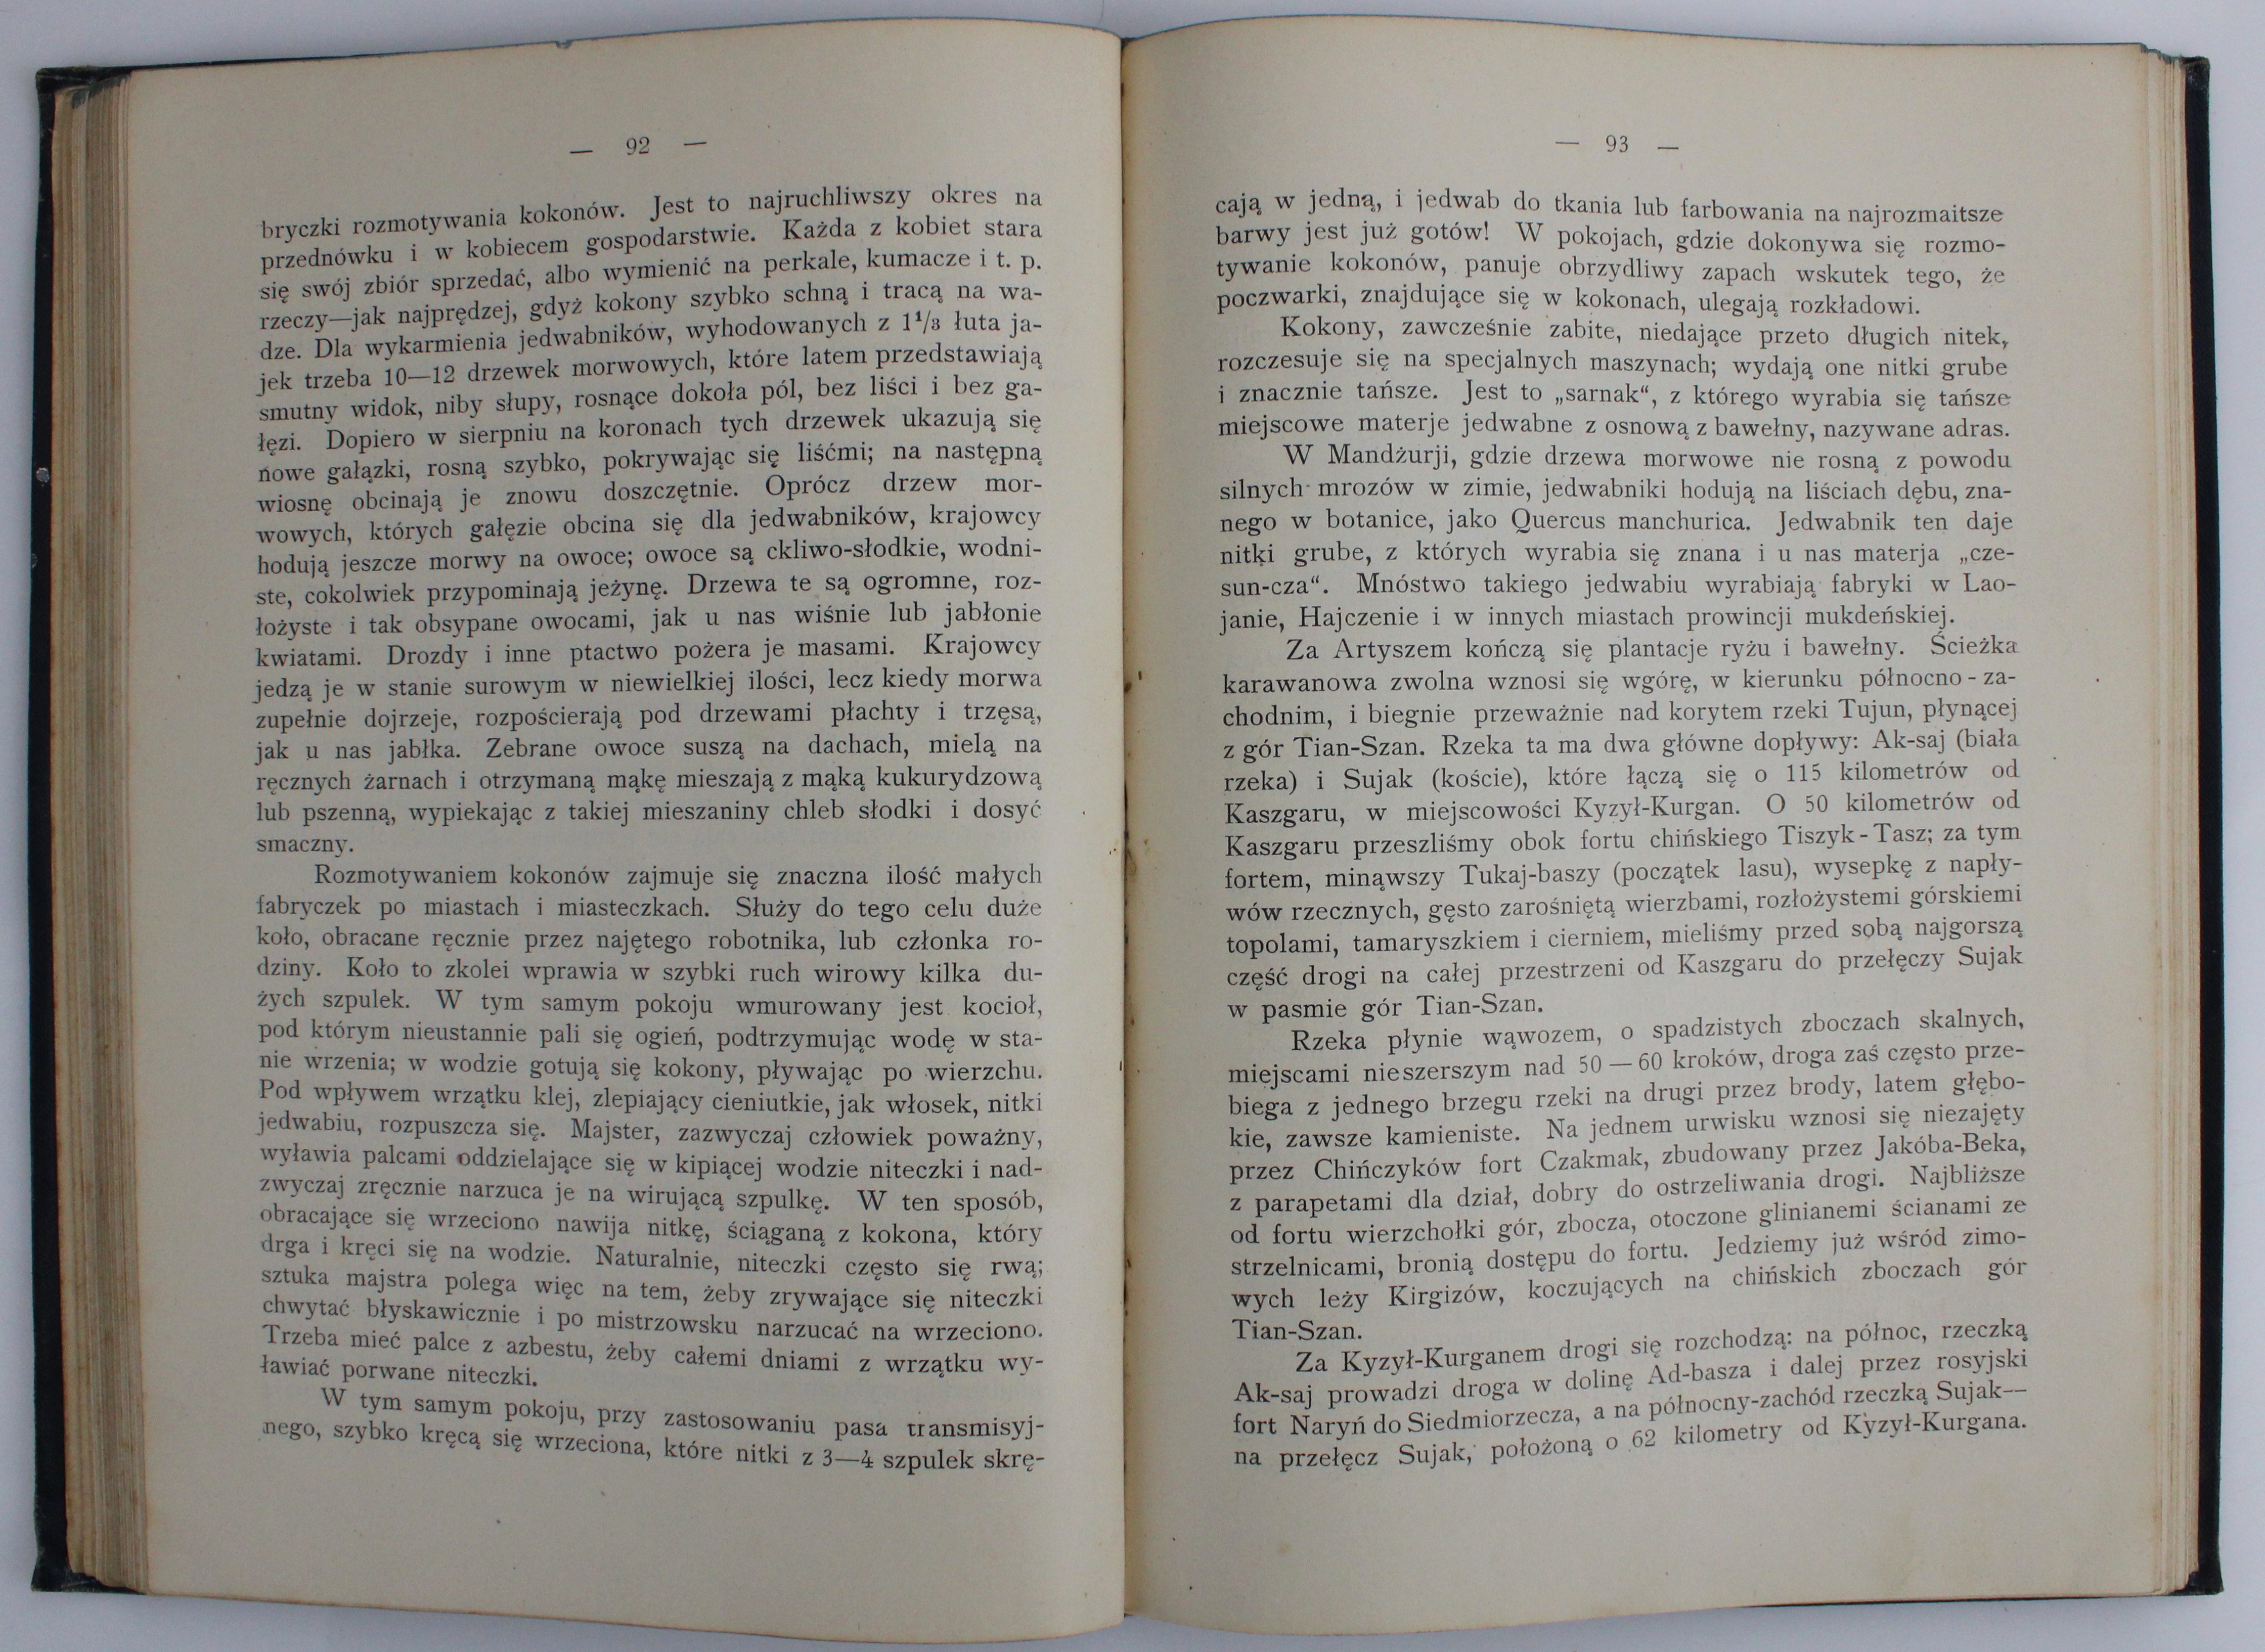 — 92 —
bryczki rozmotywania kokonów. Jest to najruchliwszy okres na
przednówku i w kobiecem gospodarstwie. Każda z kobiet stara
się swój zbiór sprzedać, albo wymienić na perkale, kumacze i t. p.
rzeczy—jak najprędzej, gdyż kokony szybko schną i tracą na wa-
dze. Dla wykarmienia jedwabników, wyhodowanych z 1¹/₃ łuta ja-
jek trzeba 10—12 drzewek morwowych, które latem przedstawiają
smutny widok, niby słupy, rosnące dokoła pól, bez liści i bez ga-
łęzi. Dopiero w sierpniu na koronach tych drzewek ukazują się
nowe gałązki, rosną szybko, pokrywając się liśćmi; na następną
wiosnę obcinają je znowu doszczętnie. Oprócz drzew mor-
wowych, których gałęzie obcina się dla jedwabników, krajowcy
hodują jeszcze morwy na owoce; owoce są ckliwo-słodkie, wodni-
ste, cokolwiek przypominają jeżynę. Drzewa te są ogromne, roz-
łożyste i tak obsypane owocami, jak u nas wiśnie lub jabłonie
kwiatami. Drozdy i inne ptactwo pożera je masami. Krajowcy
jedzą je w stanie surowym w niewielkiej ilości, lecz kiedy morwa
zupełnie dojrzeje, rozpościerają pod drzewami płachty i trzęsą,
jak u nas jabłka. Zebrane owoce suszą na dachach, mielą na
ręcznych żarnach i otrzymaną mąkę mieszają z mąką kukurydzową
lub pszenną, wypiekając z takiej mieszaniny chleb słodki i dosyć
smaczny.
Rozmotywaniem kokonów zajmuje się znaczna ilość małych
fabryczek po miastach i miasteczkach. Służy do tego celu duże
koło, obracane ręcznie przez najętego robotnika, lub członka ro-
dziny. Koło to zkolei wprawia w szybki ruch wirowy kilka du-
żych szpulek. W tym samym pokoju wmurowany jest kocioł,
pod którym nieustannie pali się ogień, podtrzymując wodę w sta-
nie wrzenia; w wodzie gotują się kokony, pływając po wierzchu.
Pod wpływem wrzątku klej, zlepiający cieniutkie, jak włosek, nitki
jedwabiu, rozpuszcza się. Majster, zazwyczaj człowiek poważny,
wyławia palcami oddzielające się w kipiącej wodzie niteczki i nad-
zwyczaj zręcznie narzuca je na wirującą szpulkę. W ten sposób,
obracające się wrzeciono nawija nitkę, ściąganą z kokona, który
drga i kręci się na wodzie. Naturalnie, niteczki często się rwą;
sztuka majstra polega więc na tem, żeby zrywające się niteczki
chwytać błyskawicznie i po mistrzowsku narzucać na wrzeciono.
Trzeba mieć palce z azbestu, żeby całemi dniami z wrzątku wy-
ławiać porwane niteczki.
W tym samym pokoju, przy zastosowaniu pasa transmisyj-
nego, szybko kręcą się wrzeciona, które nitki z 3—4 szpulek skrę-
— 93 —
cają w jedną, i jedwab do tkania lub farbowania na najrozmaitsze
barwy jest już gotów! W pokojach, gdzie dokonywa się rozmo-
tywanie kokonów, panuje obrzydliwy zapach wskutek tego, że
poczwarki, znajdujące się w kokonach, ulegają rozkładowi.
Kokony, zawcześnie zabite, niedające przeto długich nitek,
rozczesuje się na specjalnych maszynach; wydają one nitki grube
i znacznie tańsze. Jest to „sarnak“, z którego wyrabia się tańsze
miejscowe materje jedwabne z osnową z bawełny, nazywane adras.
W Mandżurji, gdzie drzewa morwowe nie rosną z powodu
silnych mrozów w zimie, jedwabniki hodują na liściach dębu, zna-
nego w botanice, jako Quercus manchurica. Jedwabnik ten daje
nitki grube, z których wyrabia się znana i u nas materja „cze-
sun-cza“. Mnóstwo takiego jedwabiu wyrabiają fabryki w Lao-
janie, Hajczenie i w innych miastach prowincji mukdeńskiej.
Za Artyszem kończą się plantacje ryżu i bawełny. Ścieżka
karawanowa zwolna wznosi się wgórę, w kierunku północno-za-
chodnim, i biegnie przeważnie nad korytem rzeki Tujun, płynącej
z gór Tian-Szan. Rzeka ta ma dwa główne dopływy: Ak-saj (biała
rzeka) i Sujak (koście), które łączą się o 115 kilometrów od
Kaszgaru, w miejscowości Kyzył-Kurgan. O 50 kilometrów od
Kaszgaru przeszliśmy obok fortu chińskiego Tiszyk-Tasz; za tym
fortem, minąwszy Tukaj-baszy (początek lasu), wysepkę z napły-
wów rzecznych, gęsto zarośniętą wierzbami, rozłożystemi górskiemi
topolami, tamaryszkiem i cierniem, mieliśmy przed sobą najgorszą
część drogi na całej przestrzeni od Kaszgaru do przełęczy Sujak
w pasmie gór Tian-Szan.
Rzeka płynie wąwozem, o spadzistych zboczach skalnych,
miejscami nieszerszym nad 50—60 kroków, droga zaś często prze-
biega z jednego brzegu rzeki na drugi przez brody, latem głębo-
kie, zawsze kamieniste. Na jednem urwisku wznosi się niezajęty
przez Chińczyków fort Czakmak, zbudowany przez Jakóba-Beka,
z parapetami dla dział, dobry do ostrzeliwania drogi. Najbliższe
od fortu wierzchołki gór, zbocza, otoczone glinianemi ścianami ze
strzelnicami, bronią dostępu do fortu. Jedziemy już wśród zimo-
wych leży Kirgizów, koczujących na chińskich zboczach gór
Tian-Szan.
Za Kyzył-Kurganem drogi się rozchodzą: na północ, rzeczką
Ak-saj prowadzi droga w dolinę Ad-basza i dalej przez rosyjski
fort Naryń do Siedmiorzecza, a na północny-zachód rzeczką Sujak—
na przełęcz Sujak, położoną o 62 kilometry od Kyzył-Kurgana.